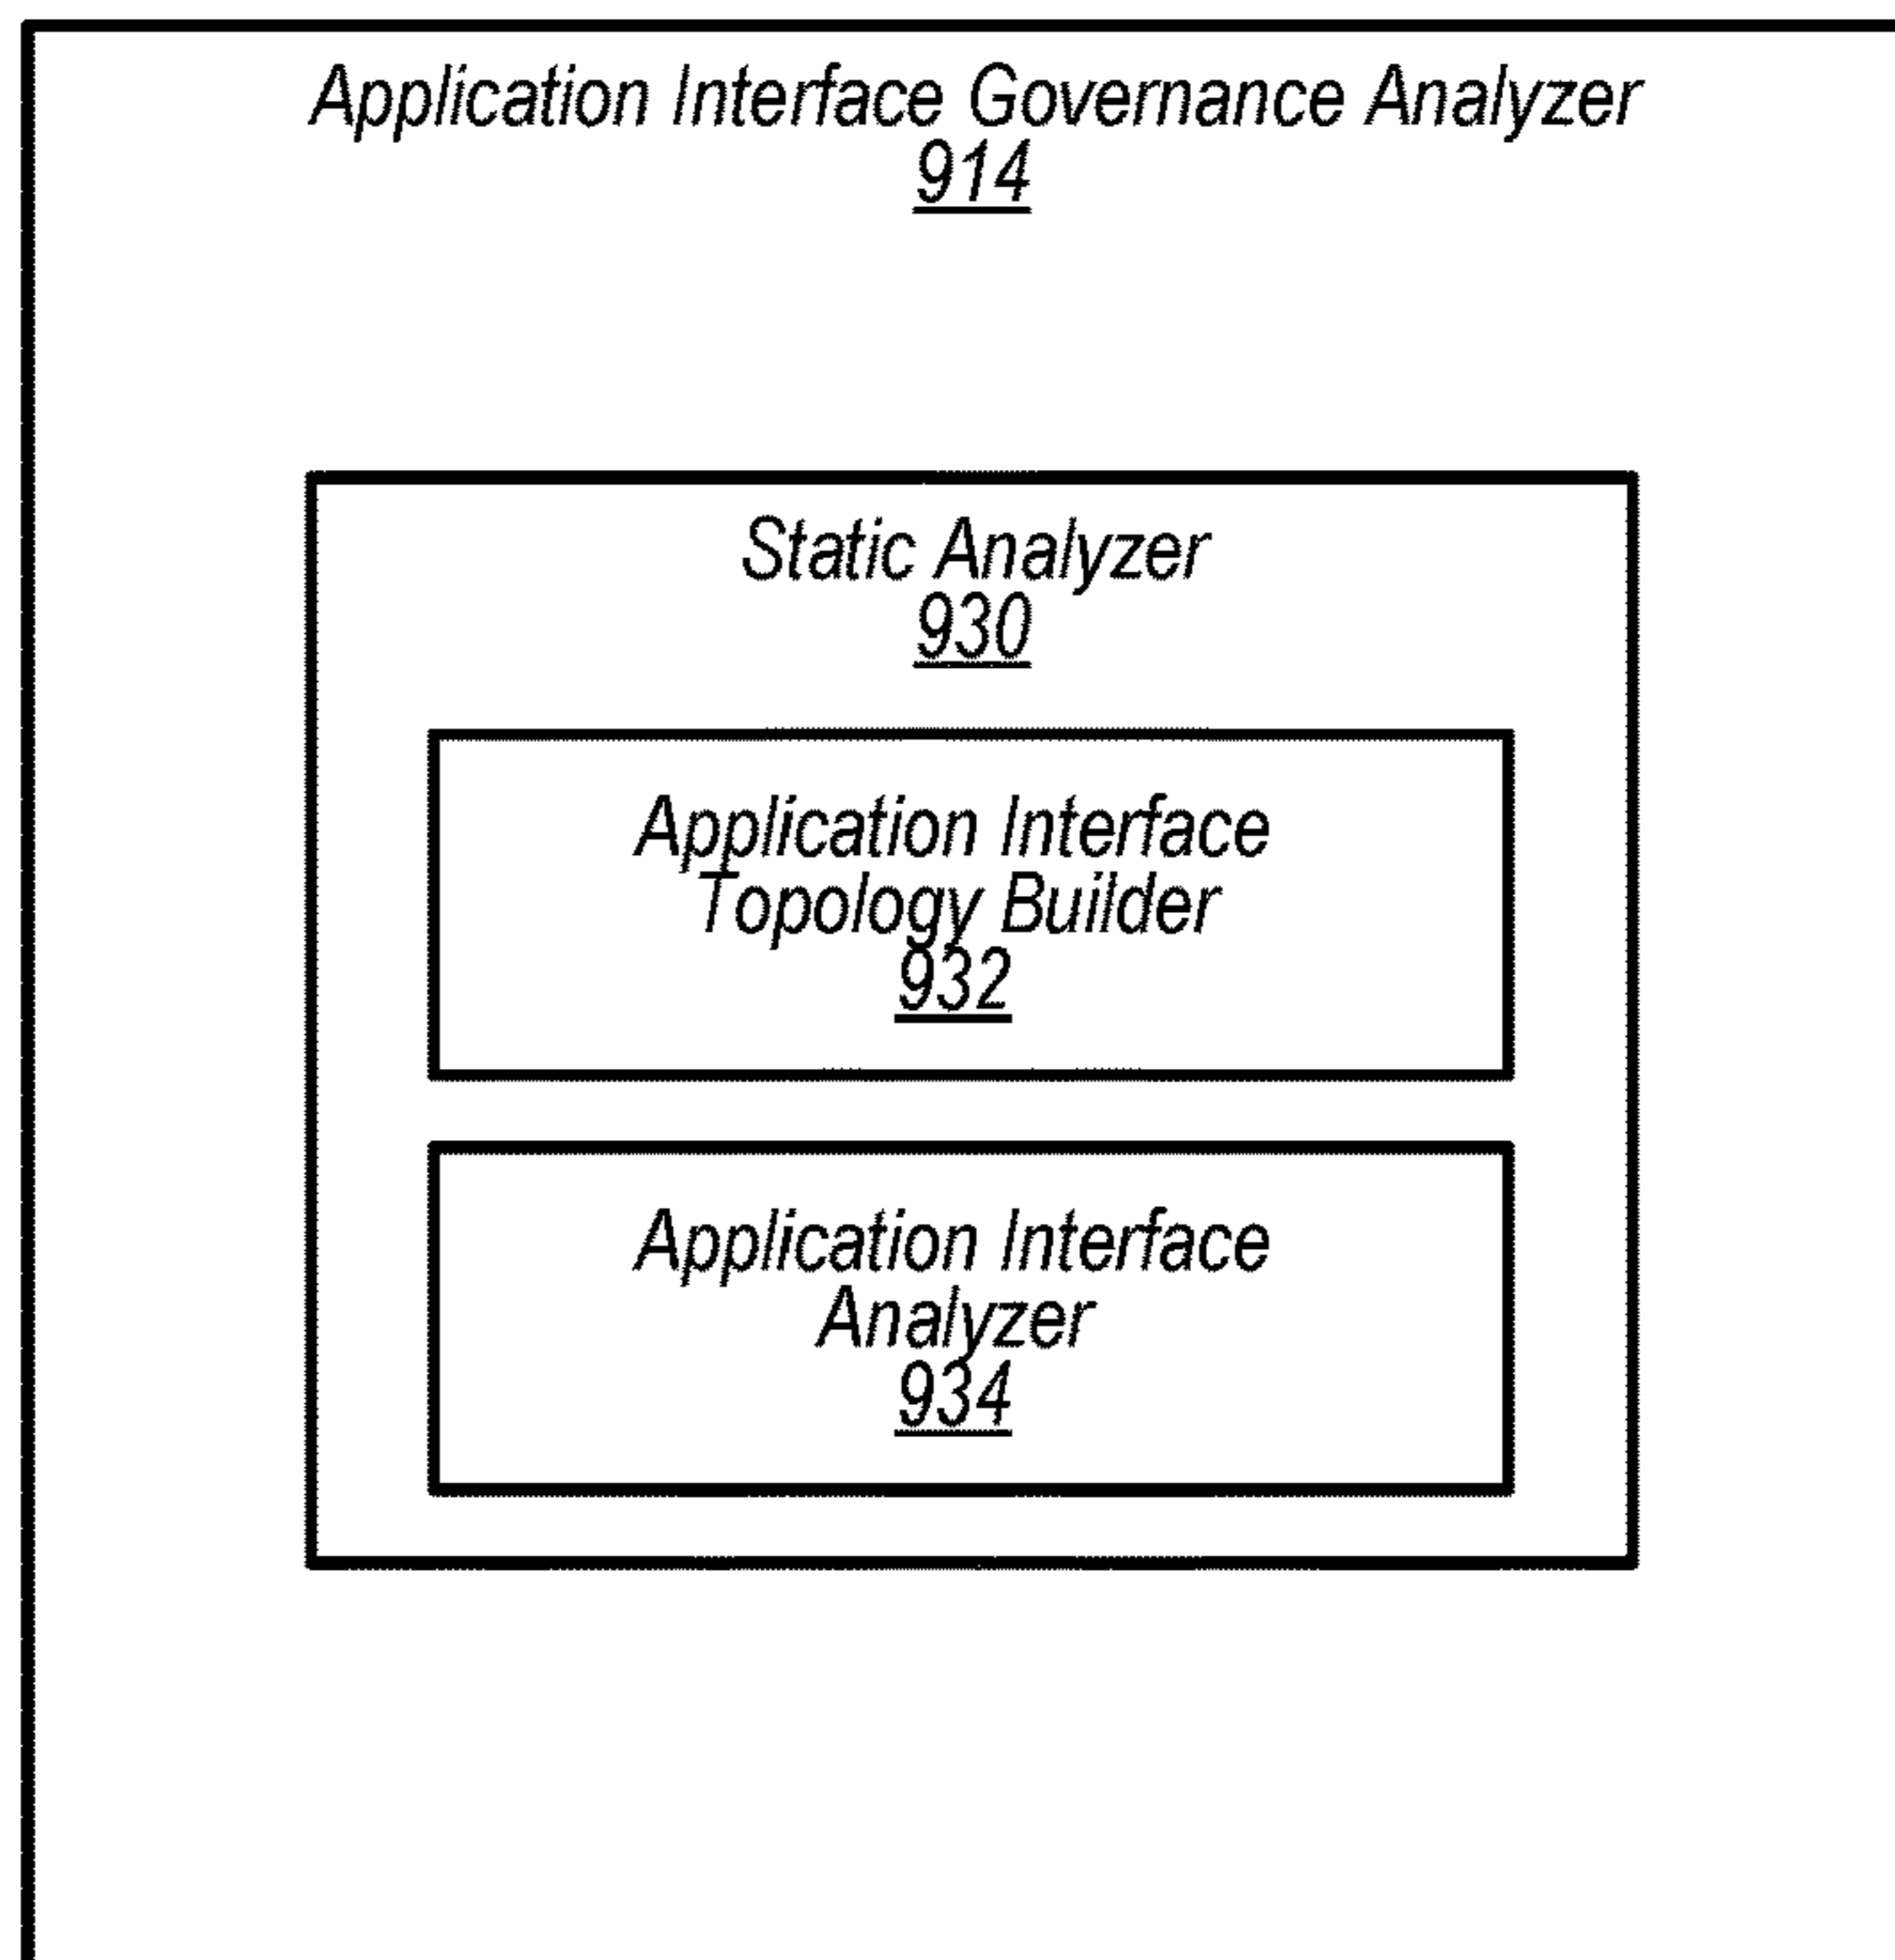 Application Interface Governance Analyzer
914
Static Analyzer
930
Application Interface
Topology Builder
932
Application Interface
Analyzer
934